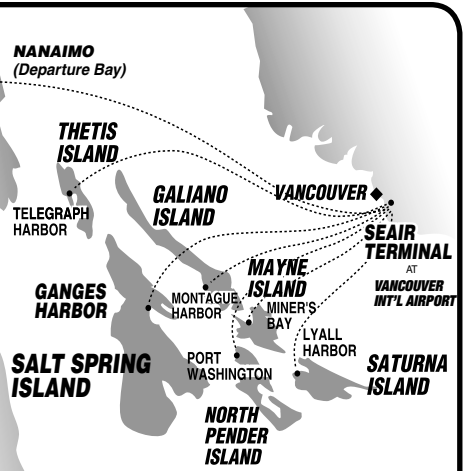 NANAIMO
(Departure Bay)
THETIS
ISLAND
TELEGRAPH
HARBOR
GALIANO
ISLAND
VANCOUVER
SEAIR
TERMINAL
AT
VANCOUVER
INT'L AIRPORT
MAYNE
ISLAND
MINER'S
BAY
MONTAGUE
HARBOR
GANGES
HARBOR
LYALL
HARBOR
PORT
WASHINGTON
SALT SPRING
ISLAND
SATURNA
ISLAND
NORTH
PENDER
ISLAND